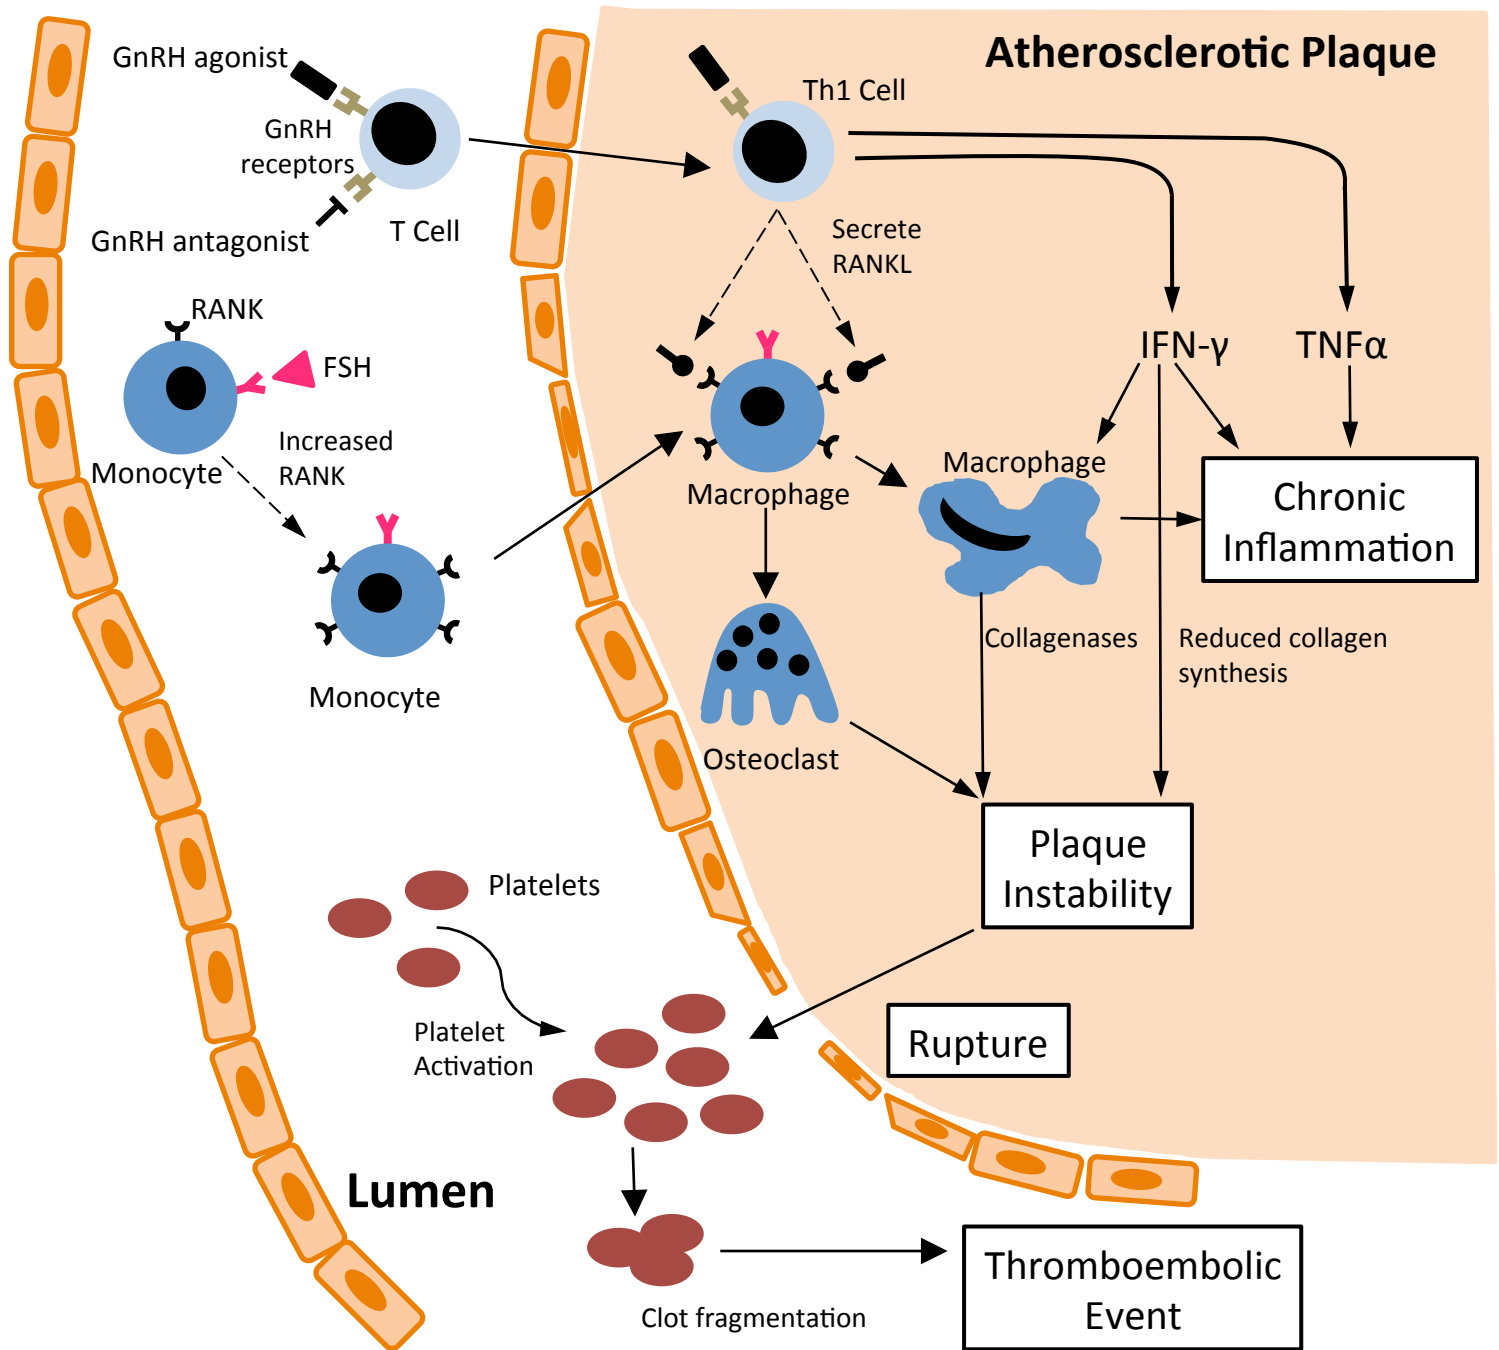 Atherosclerotic Plaque
GnRH agonist
Th1 Cell
GnRH
receptors
T Cell
GnRH antagonist
Secrete
RANKL
RANK
FSH
IFN-γ
TNFα
Increased
RANK
Monocyte
Macrophage
Macrophage
Chronic
Inflammation
Monocyte
Collagenases
Reduced collagen
synthesis
Osteoclast
Plaque
Instability
Platelets
Platelet
Activation
Rupture
Lumen
Thromboembolic
Event
Clot fragmentation